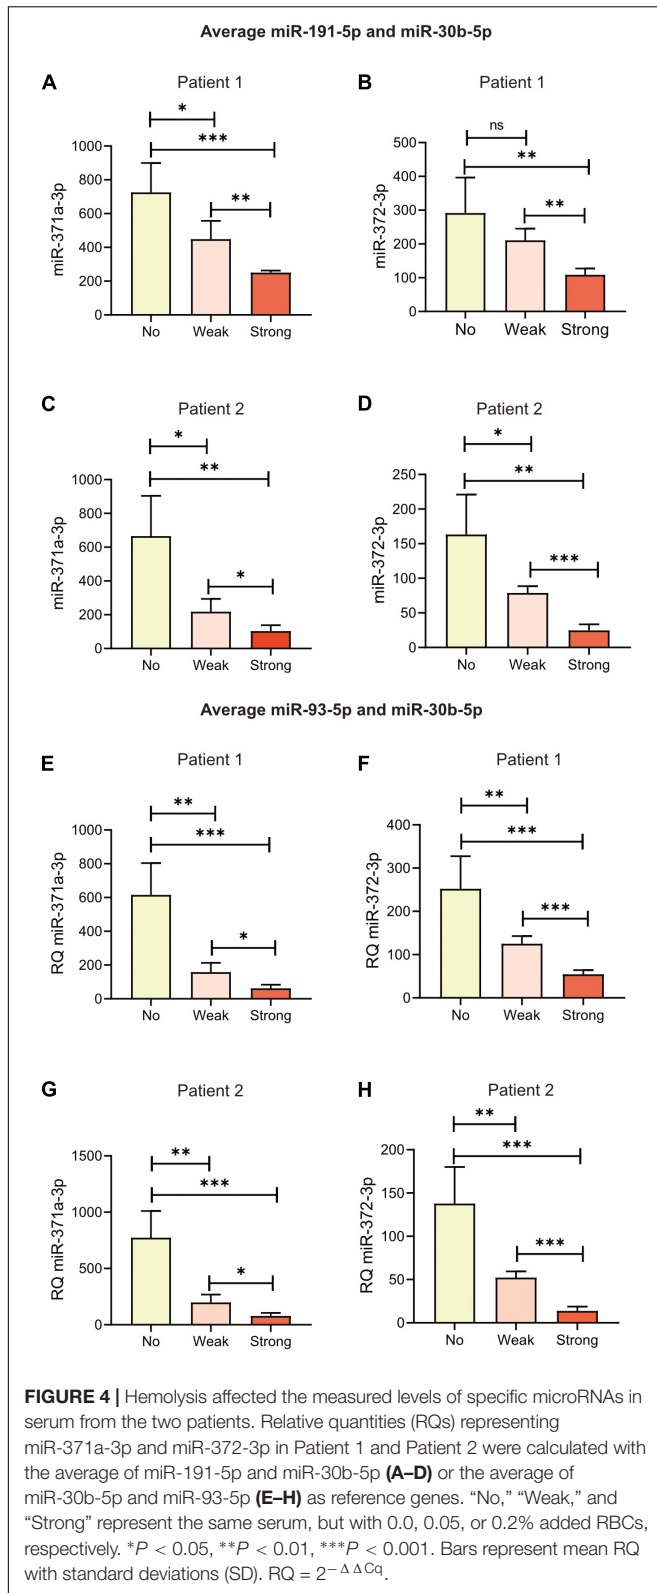 Average miR-191-5p and miR-30b-5p
A
Patient 1
*
***
**
miR-371a-3p
1000
800
600
400
200
0
No Weak Strong
B
Patient 1
ns
**
**
miR-372-3p
500
400
300
200
100
0
No Weak Strong
C
Patient 2
*
**
*
miR-371a-3p
1000
800
600
400
200
0
No Weak Strong
D
Patient 2
*
**
***
miR-372-3p
250
200
150
100
50
0
No Weak Strong
Average miR-93-5p and miR-30b-5p
E
Patient 1
**
***
*
RQ miR-371a-3p
1000
800
600
400
200
0
No Weak Strong
F
Patient 1
**
***
***
RQ miR-372-3p
400
300
200
100
0
No Weak Strong
G
Patient 2
**
***
*
RQ miR-371a-3p
1500
1000
500
0
No Weak Strong
H
Patient 2
**
***
***
RQ miR-372-3p
200
150
100
50
0
No Weak Strong
FIGURE 4 | Hemolysis affected the measured levels of specific microRNAs in
serum from the two patients. Relative quantities (RQs) representing
miR-371a-3p and miR-372-3p in Patient 1 and Patient 2 were calculated with
the average of miR-191-5p and miR-30b-5p (A–D) or the average of
miR-30b-5p and miR-93-5p (E–H) as reference genes. “No,” “Weak,” and
“Strong” represent the same serum, but with 0.0, 0.05, or 0.2% added RBCs,
respectively. *P < 0.05, **P < 0.01, ***P < 0.001. Bars represent mean RQ
with standard deviations (SD). RQ = 2−ΔΔCq.